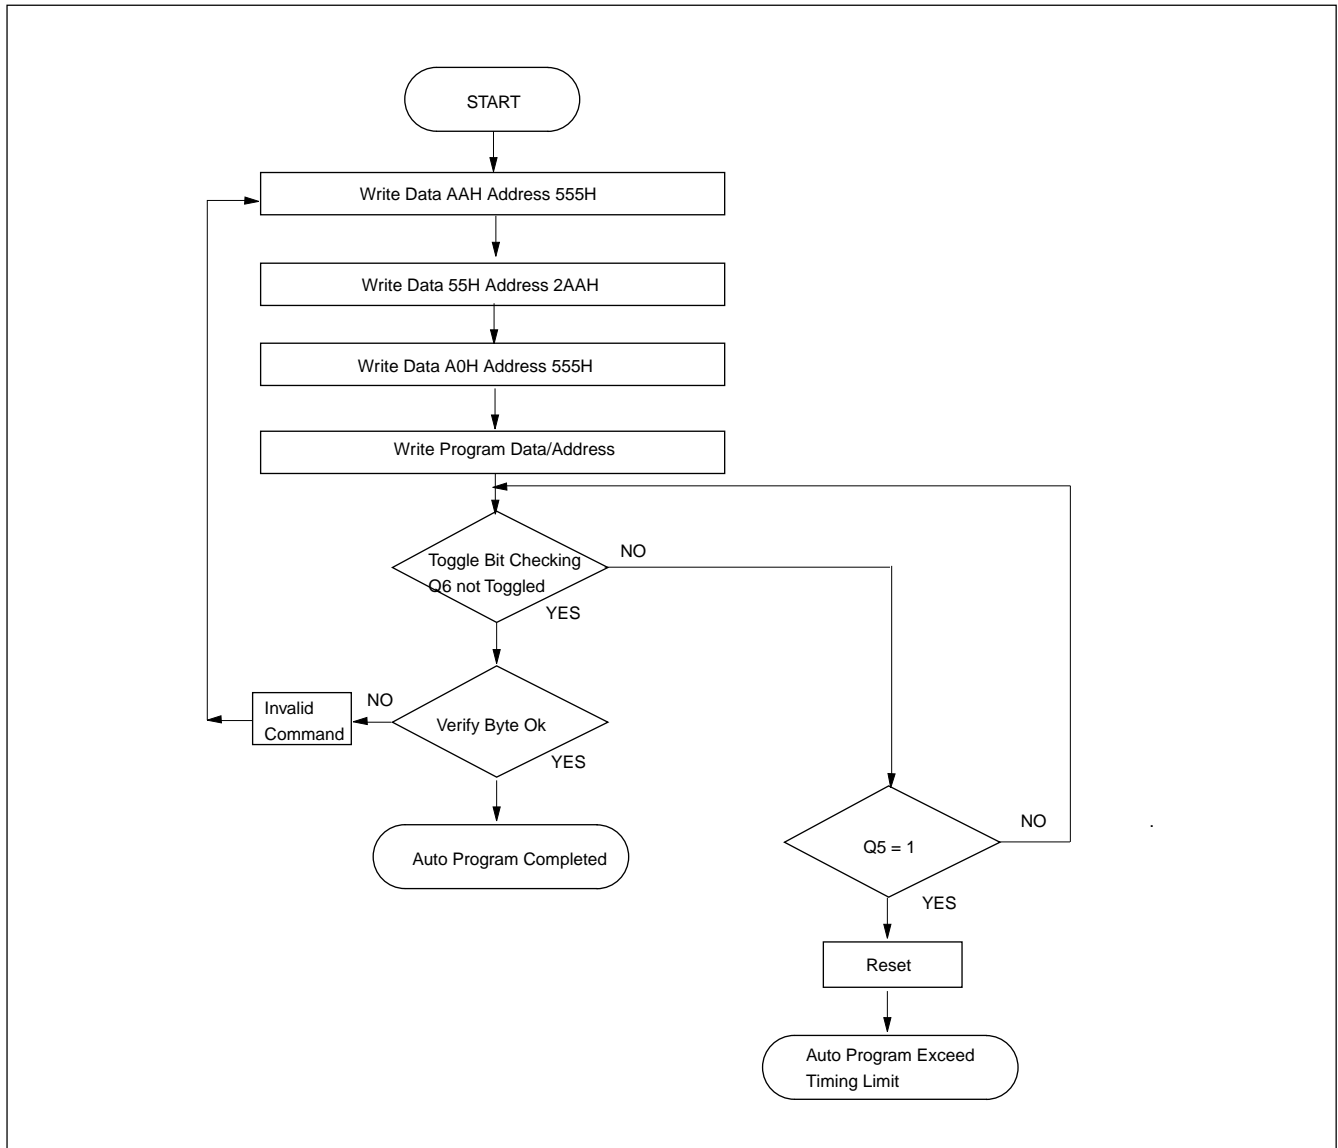 START
Write Data AAH Address 555H
Write Data 55H Address 2AAH
Write Data A0H Address 555H
Write Program Data/Address
Toggle Bit Checking
Q6 not Toggled
NO
YES
Invalid
Command
NO
Verify Byte Ok
YES
Auto Program Completed
Q5 = 1
NO
.
YES
Reset
Auto Program Exceed
Timing Limit